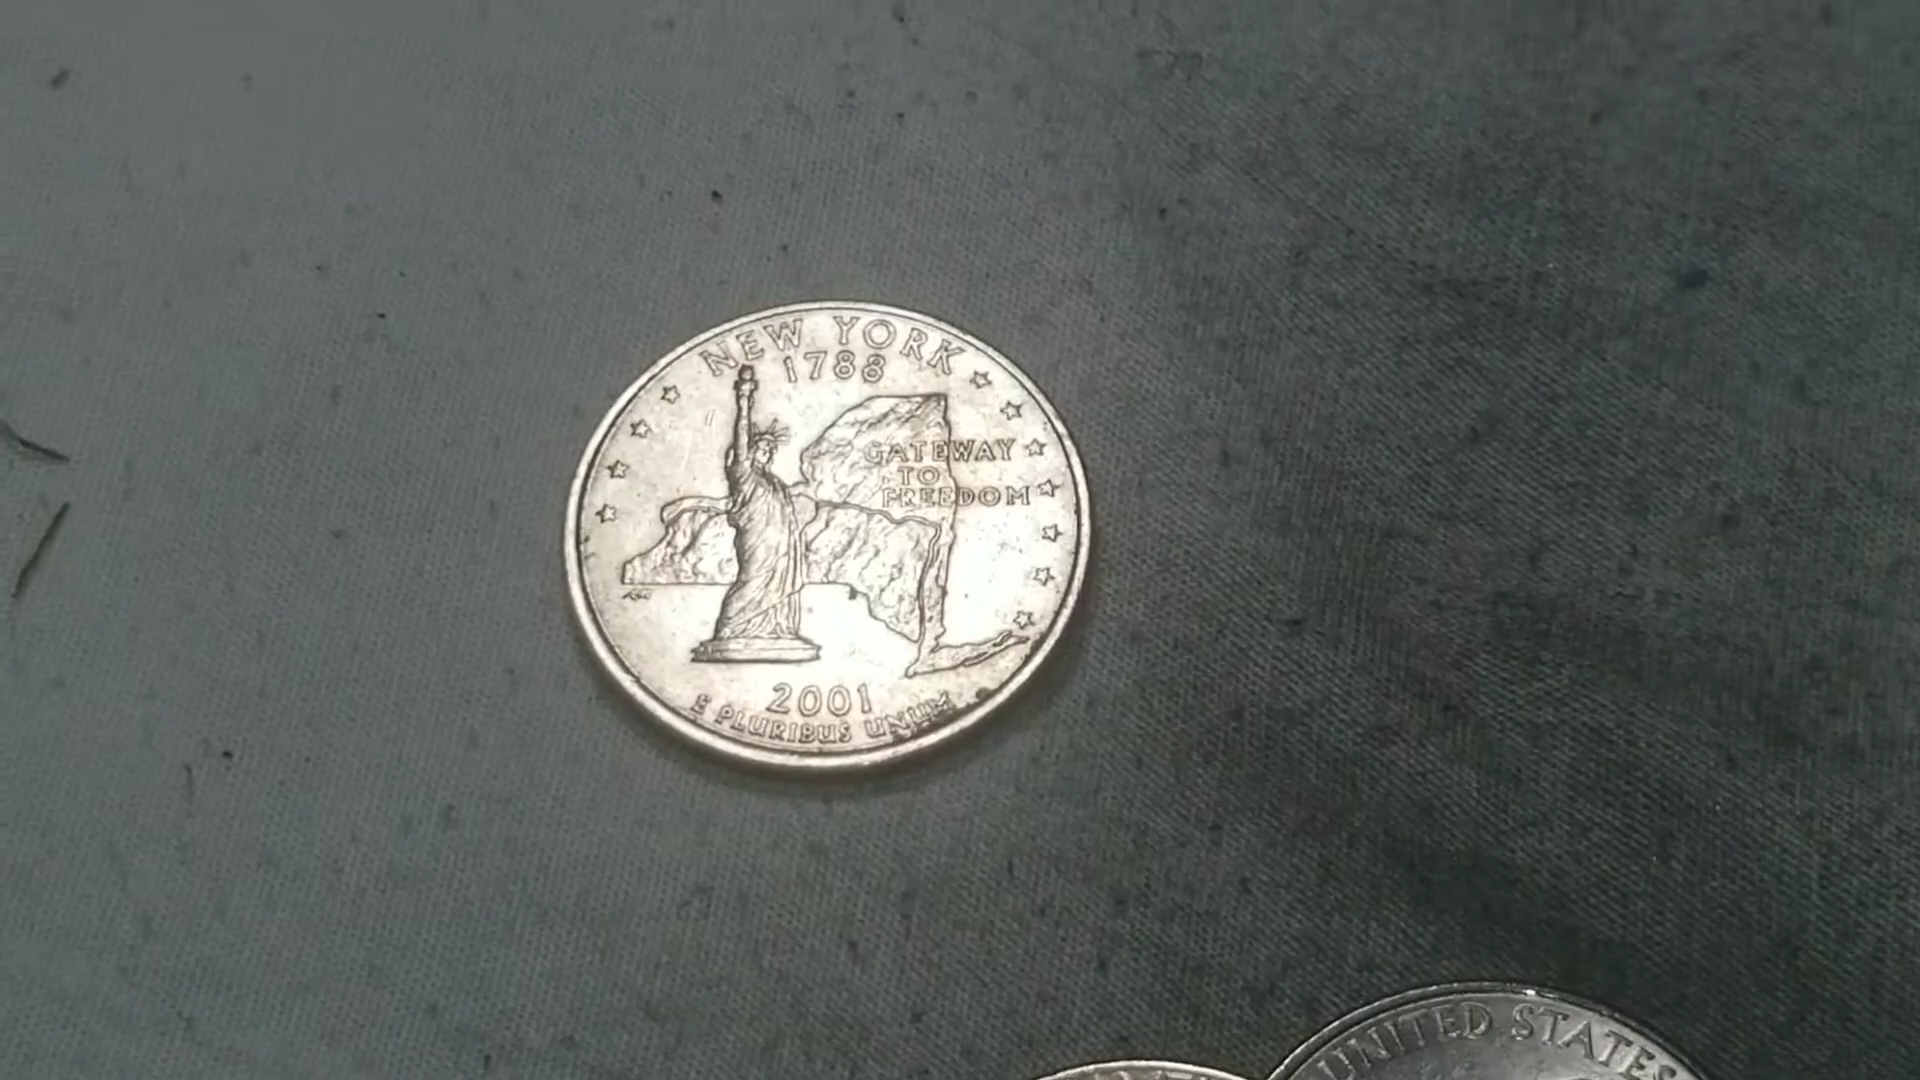 NEW YORK
1788
GATEWAY
TO
FREEDOM
2001
E PLURIBUS UNUM
UNITED STATES